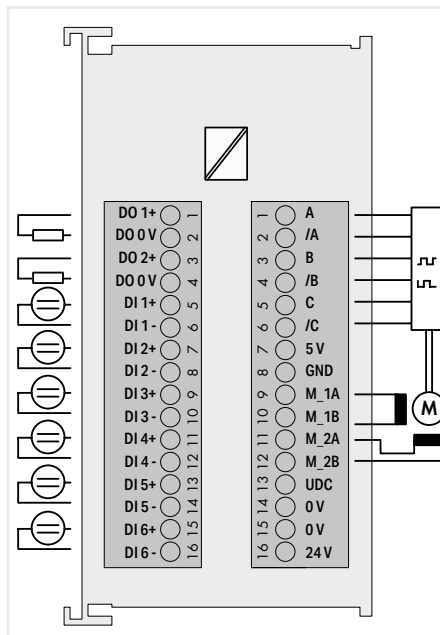 DO 1+ 1
DO 0 V 2
DO 2+ 3
DO 0 V 4
DI 1+ 5
DI 1 - 6
DI 2+ 7
DI 2 - 8
DI 3+ 9
DI 3 - 10
DI 4+ 11
DI 4 - 12
DI 5+ 13
DI 5 - 14
DI 6+ 15
DI 6 - 16
1 A
2 /A
3 B
4 /B
5 C
6 /C
7 5 V
8 GND
9 M_1A
10 M_1B
11 M_2A
12 M_2B
13 UDC
14 0 V
15 0 V
16 24 V
M